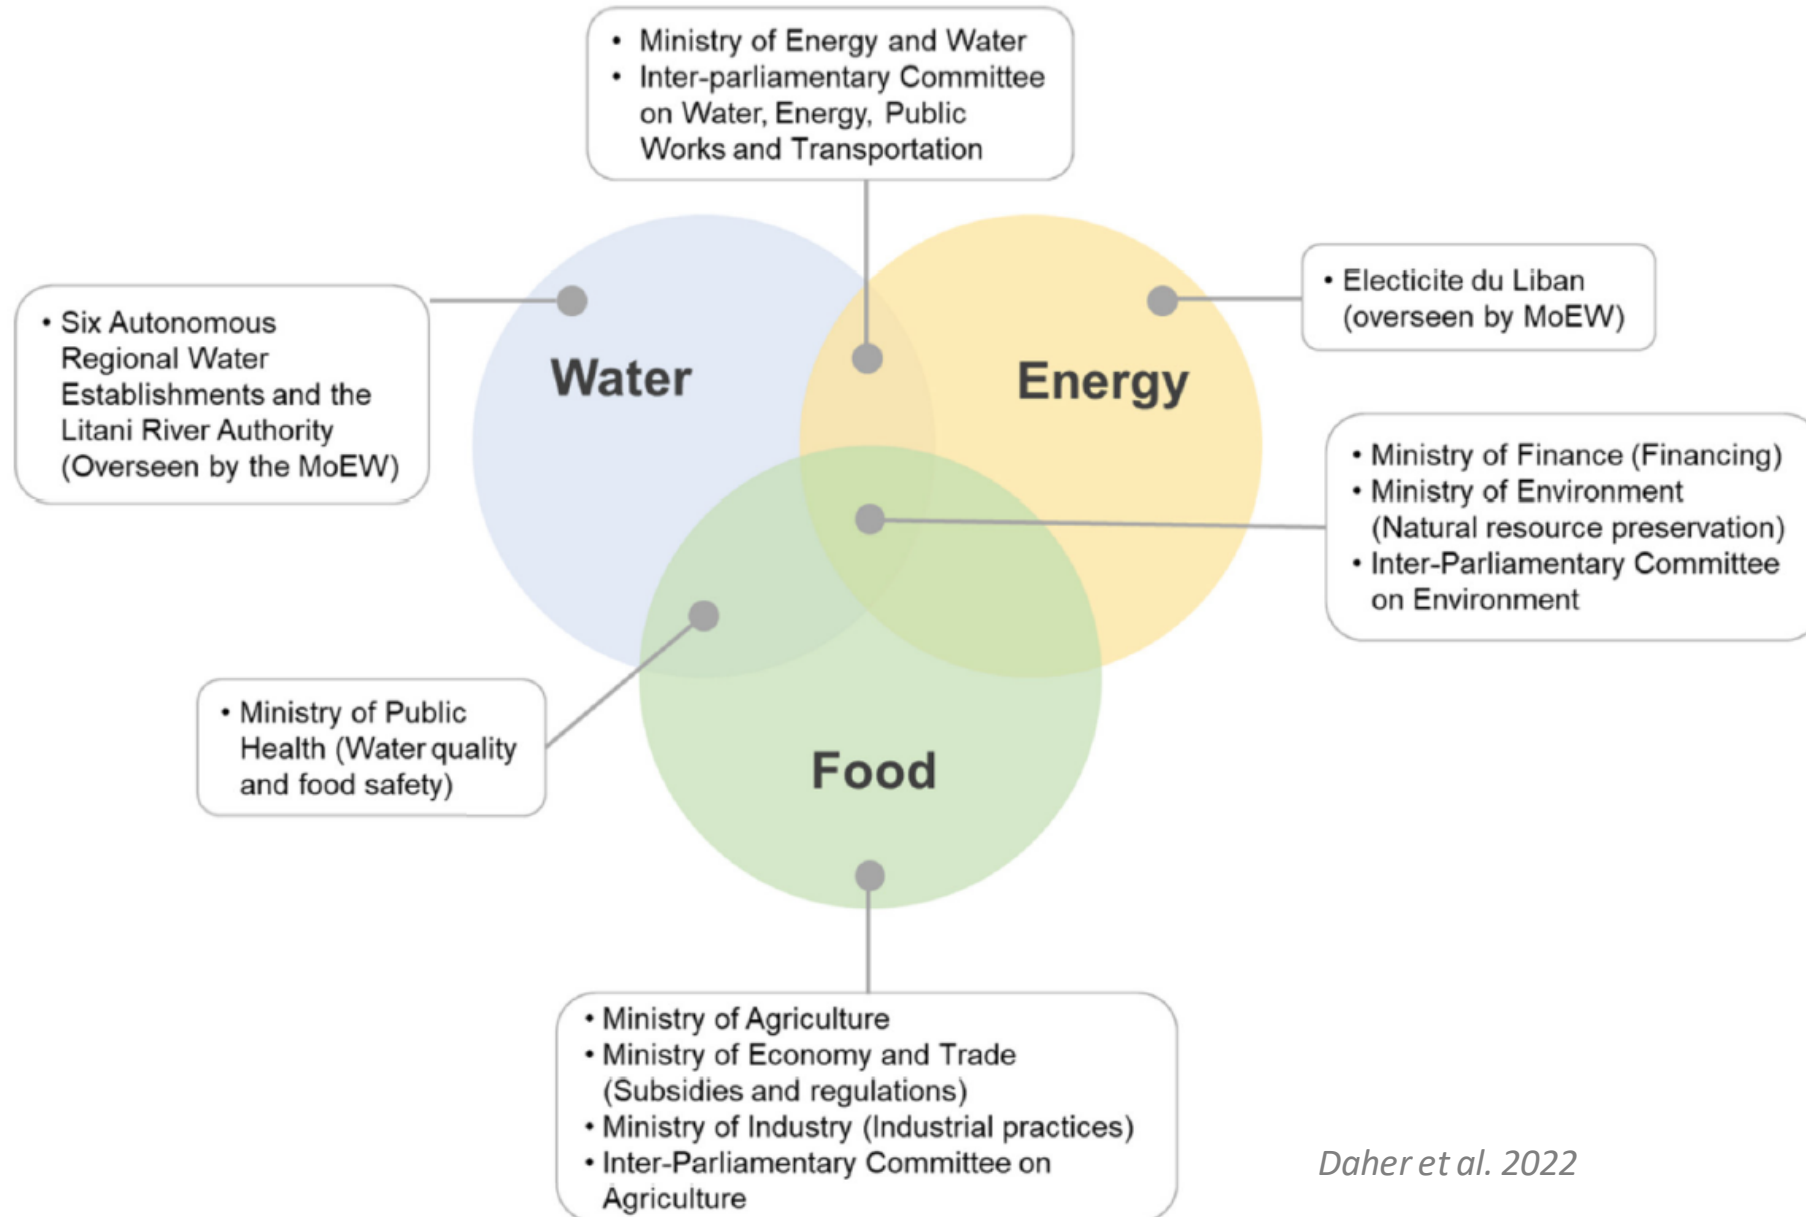 • Ministry of Energy and Water
• Inter-parliamentary Committee
on Water, Energy, Public
Works and Transportation
• Six Autonomous
Regional Water
Establishments and the
Litani River Authority
(Overseen by the MoEW)
Water
Energy
• Electicite du Liban
(overseen by MoEW)
• Ministry of Finance (Financing)
• Ministry of Environment
(Natural resource preservation)
• Inter-Parliamentary Committee
on Environment
• Ministry of Public
Health (Water quality
and food safety)
Food
• Ministry of Agriculture
• Ministry of Economy and Trade
(Subsidies and regulations)
• Ministry of Industry (Industrial practices)
• Inter-Parliamentary Committee on
Agriculture
Daher et al. 2022